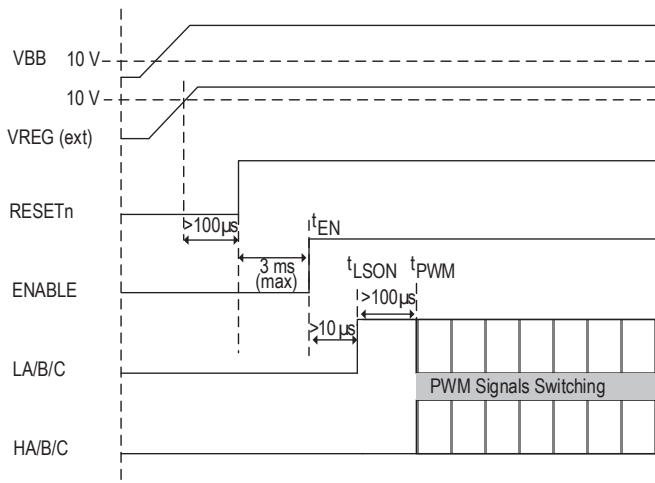 VBB 10 V
10 V
VREG (ext)
RESETn
>100µs
tEN
3 ms
(max)
tLSON tPWM
>100µs
ENABLE
>10 µs
LA/B/C
PWM Signals Switching
HA/B/C